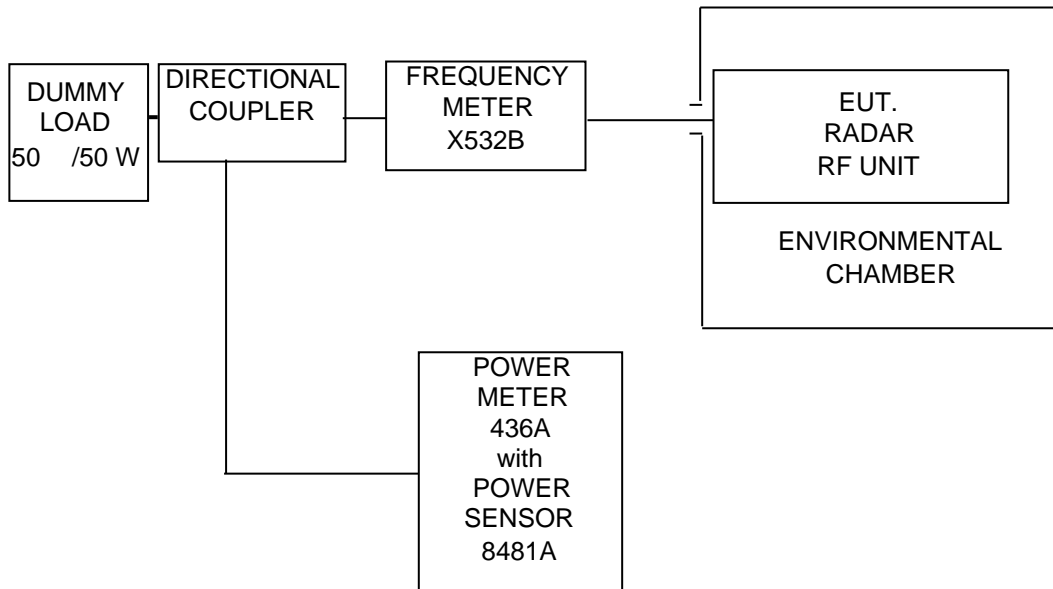 DUMMY
LOAD
50 /50 W
DIRECTIONAL
COUPLER
FREQUENCY
METER
X532B
EUT.
RADAR
RF UNIT
ENVIRONMENTAL
CHAMBER
POWER
METER
436A
with
POWER
SENSOR
8481A